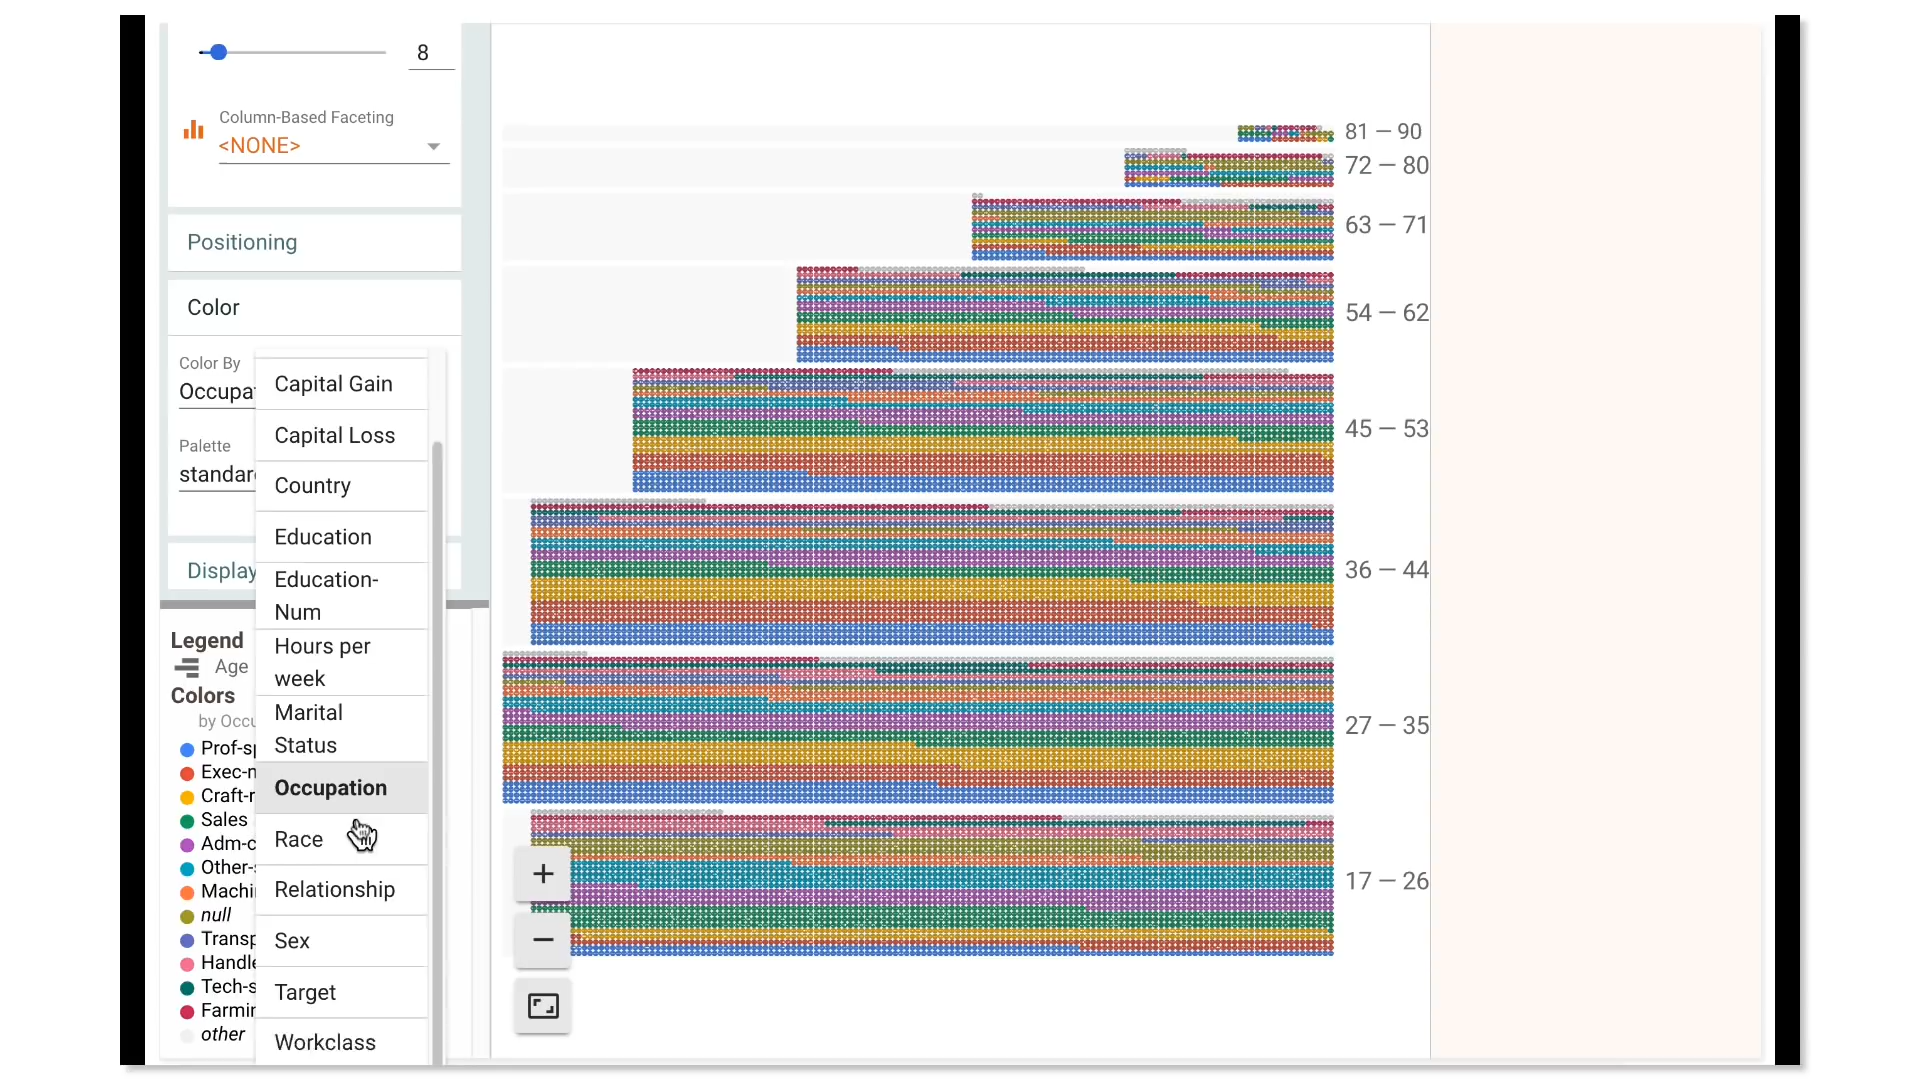 8
Column-Based Faceting
<NONE>
Positioning
Color
Color By
Occupa
Palette
standar
Display
Legend
Age
Colors
by Occu
Prof-sp
Exec-m
Craft-r
Sales
Adm-c
Other-s
Machi
null
Transp
Handle
Tech-s
Farmin
other
Capital Gain
Capital Loss
Country
Education
Education-
Num
Hours per
week
Marital
Status
Occupation
Race
Relationship
Sex
Target
Workclass
81 — 90
72 — 80
63 — 71
54 — 62
45 — 53
36 — 44
27 — 35
17 — 26